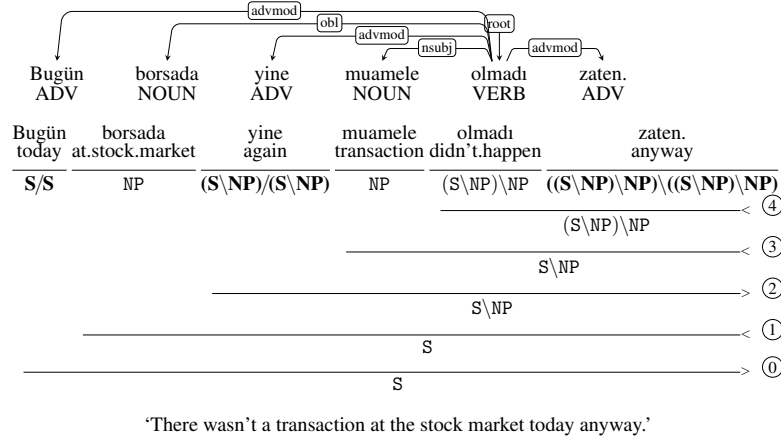 advmod
obl root
advmod advmod
nsubj
Bugün borsada yine muamele olmadı zaten.
ADV NOUN ADV NOUN VERB ADV
Bugün borsada yine muamele olmadı zaten.
today at.stock.market again transaction didn't.happen anyway
S/S NP (S\NP)/(S\NP) NP (S\NP)\NP ((S\NP)\NP)\((S\NP)\NP)
< 4
(S\NP)\NP
< 3
S\NP
> 2
S\NP
< 1
S
> 0
S
‘There wasn’t a transaction at the stock market today anyway.’